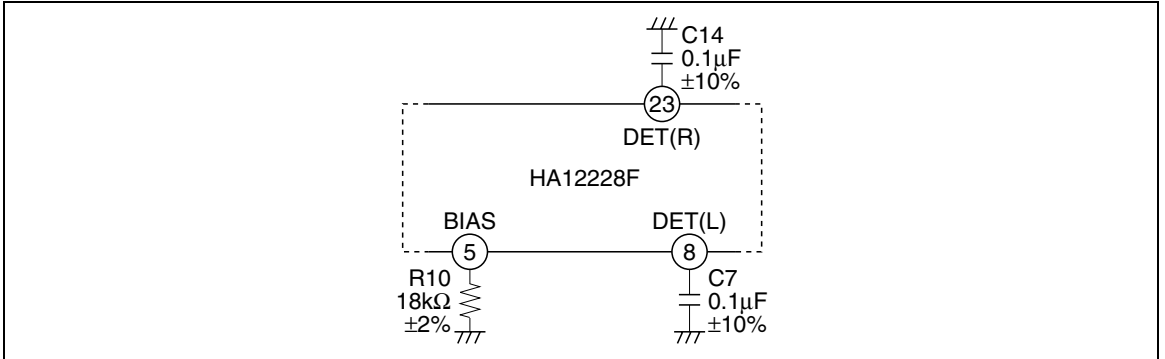 C14
0.1μF
±10%
23
DET(R)
HA12228F
BIAS
DET(L)
5
8
R10
18kΩ
±2%
C7
0.1μF
±10%